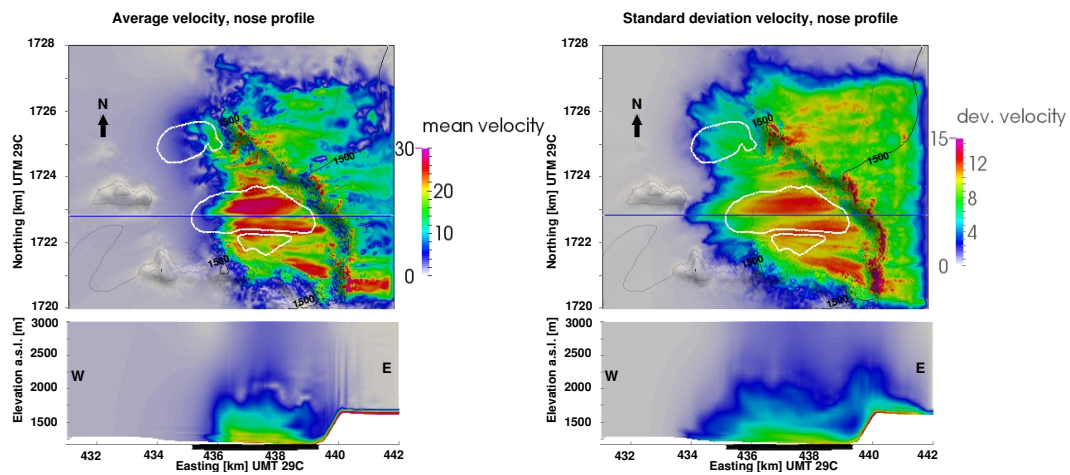 Average velocity, nose profile
1728
1726
1724
1722
1720
Northing [km] UTM 29C
N
1500
1500
1500
1500
mean velocity
30
20
10
0
3000
2500
2000
1500
Elevation a.s.l. [m]
W
E
432
434
436
438
440
442
Easting [km] UMT 29C
Standard deviation velocity, nose profile
1728
1726
1724
1722
1720
Northing [km] UTM 29C
N
1500
1500
1500
1500
dev. velocity
15
12
8
4
0
3000
2500
2000
1500
Elevation a.s.l. [m]
W
E
432
434
436
438
440
442
Easting [km] UMT 29C